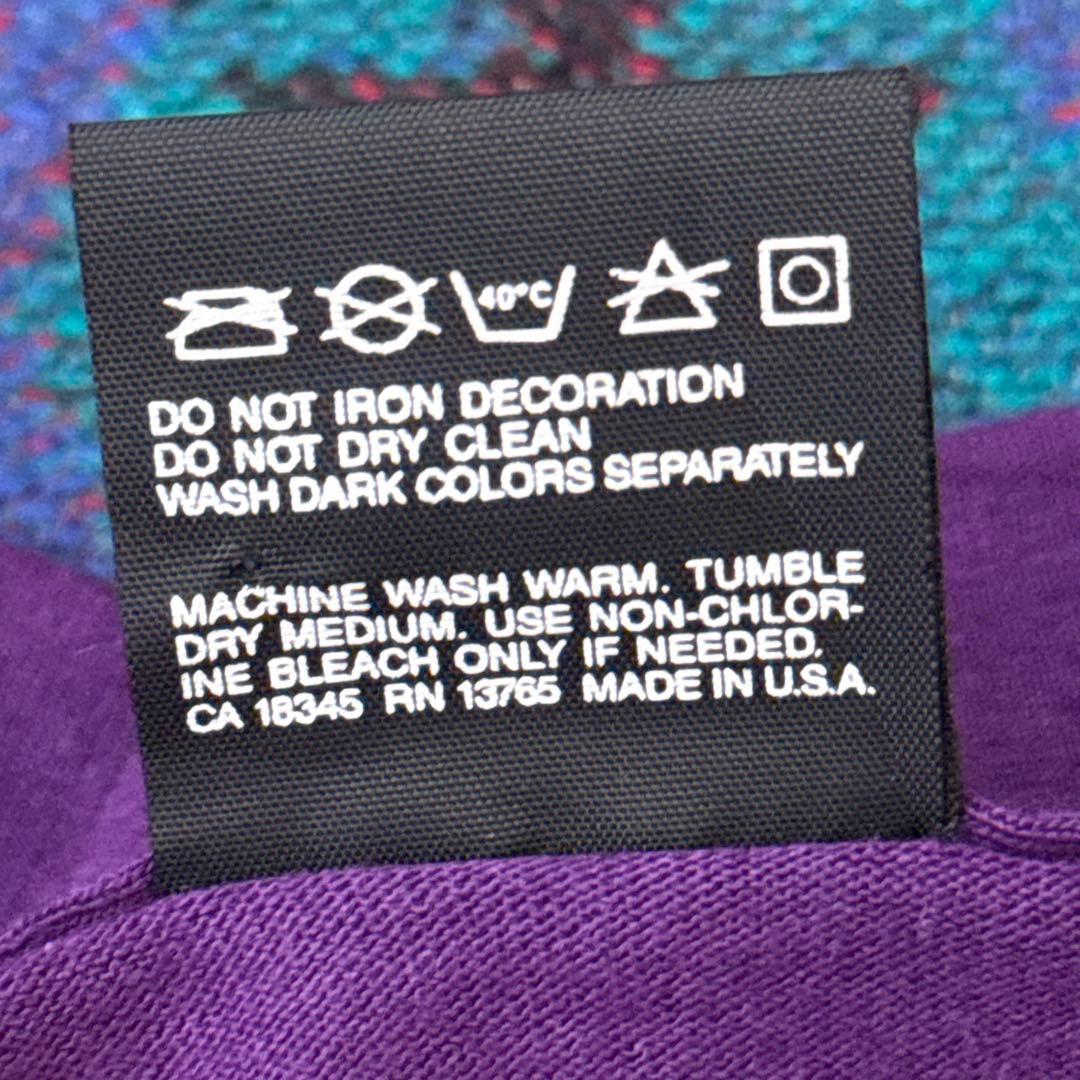 40°C
DO NOT IRON DECORATION
DO NOT DRY CLEAN
WASH DARK COLORS SEPARATELY
MACHINE WASH WARM. TUMBLE
DRY MEDIUM. USE NON-CHLOR-
INE BLEACH ONLY IF NEEDED.
CA 18345 RN 13765 MADE IN U.S.A.